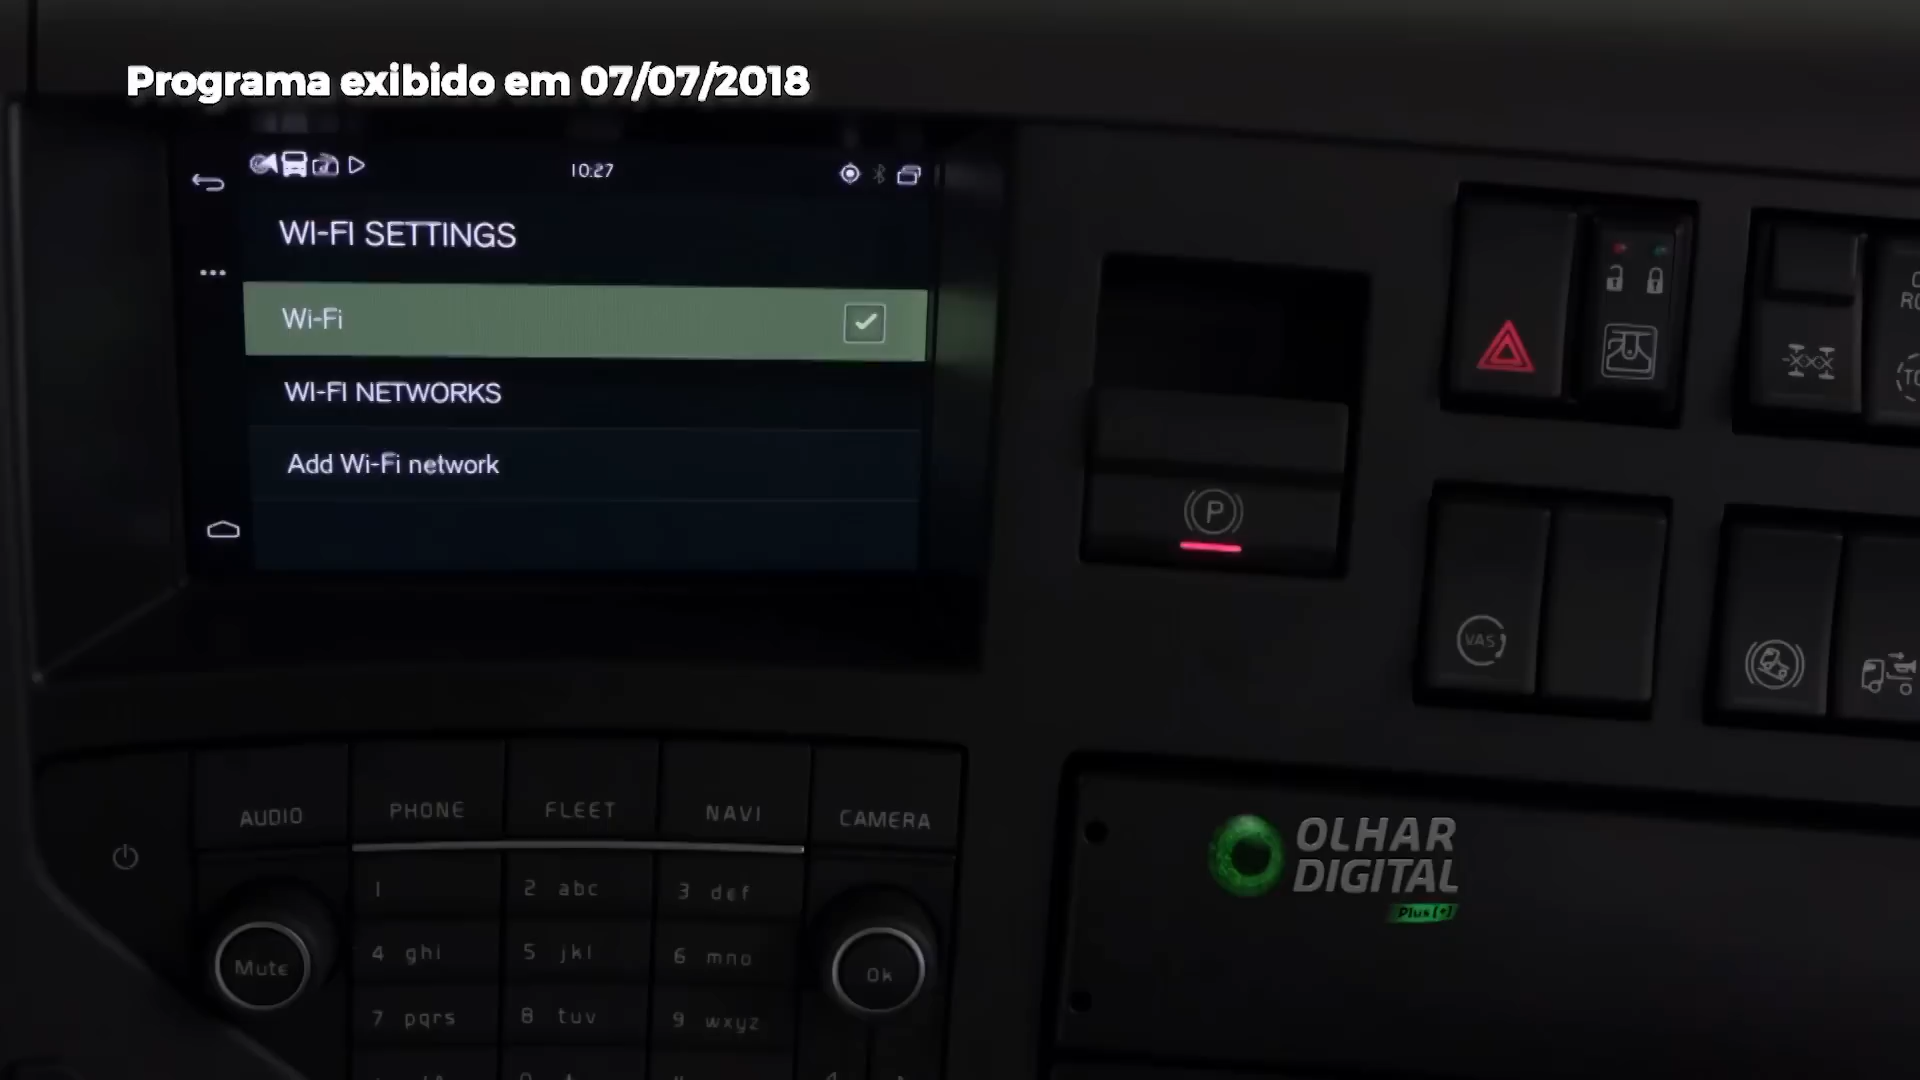 Programa exibido em 07/07/2018
10:27
WI-FI SETTINGS
Wi-Fi
WI-FI NETWORKS
Add Wi-Fi network
P
VAS
AUDIO
PHONE
FLEET
NAVI
CAMERA
1
2 abc
3 def
4 ghi
5 jkl
6 mno
7 pqrs
8 tuv
9 wxyz
Mute
Ok
OLHAR
DIGITAL
Plus[+]